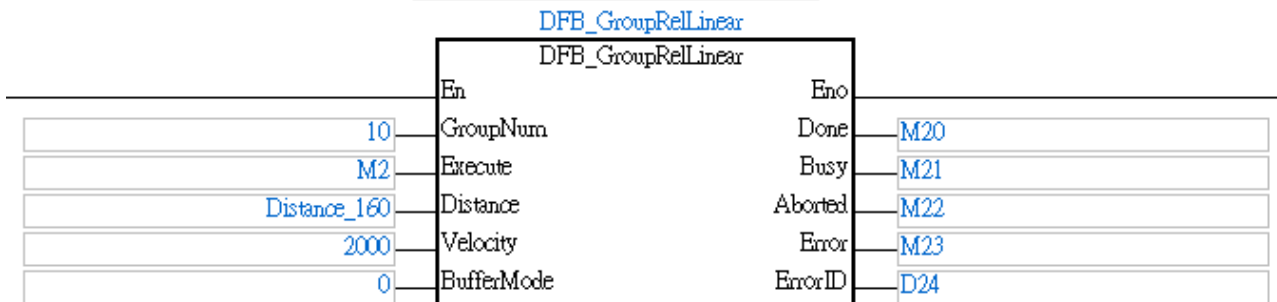 DFB_GroupRelLinear
DFB_GroupRelLinear
En Eno
10 GroupNum Done M20
M2 Execute Busy M21
Distance_160 Distance Aborted M22
2000 Velocity Error M23
0 BufferMode ErrorID D24